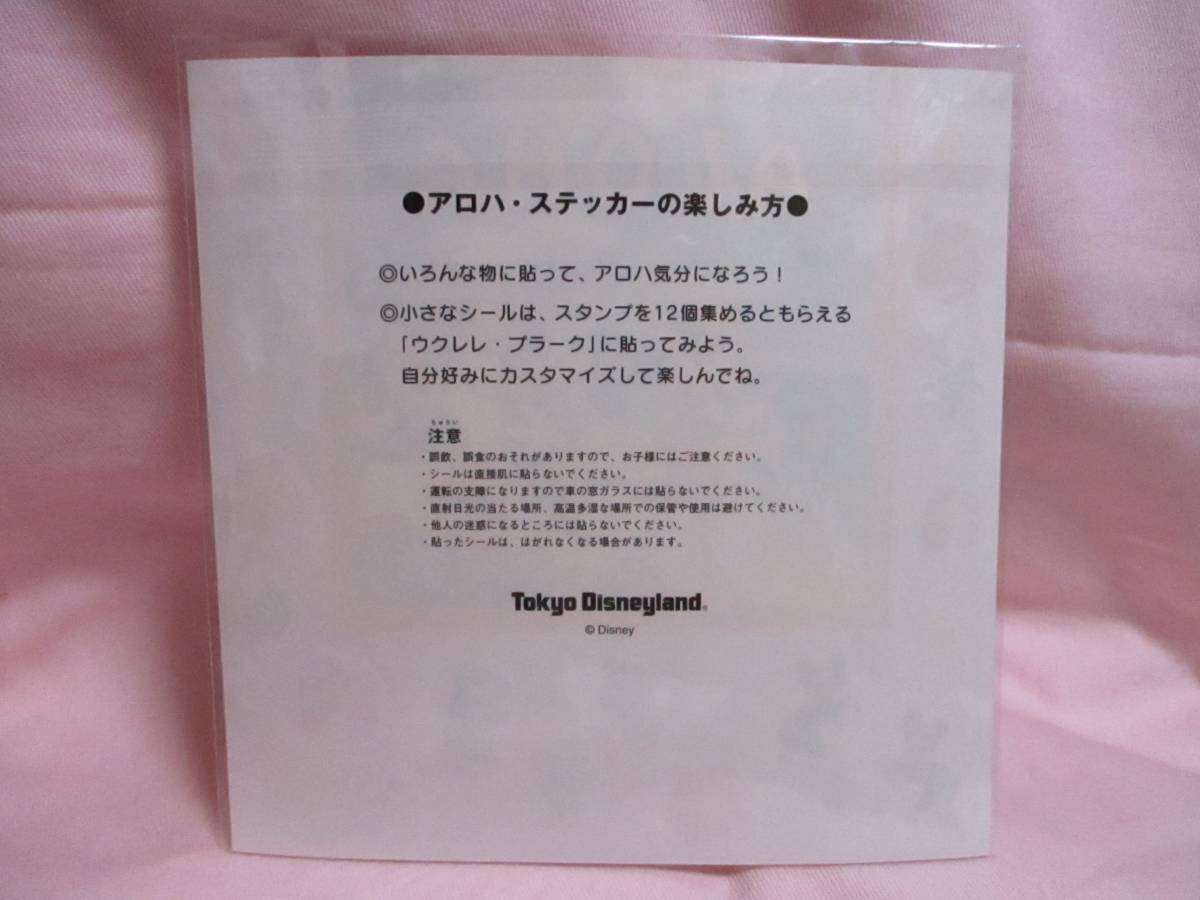 ●アロハ・ステッカーの楽しみ方●
◎いろんな物に貼って、アロハ気分になろう！
◎小さなシールは、スタンプを12個集めるともらえる
「ウクレレ・プラーク」に貼ってみよう。
自分好みにカスタマイズして楽しんでね。
ちゅうい
注意
・誤飲、誤食のおそれがありますので、お子様にはご注意ください。
・シールは直接肌に貼らないでください。
・運転の支障になりますので車の窓ガラスには貼らないでください。
・直射日光の当たる場所、高温多湿な場所での保管や使用は避けてください。
・他人の迷惑になるところには貼らないでください。
・貼ったシールは、はがれなくなる場合があります。
Tokyo Disneyland®
© Disney